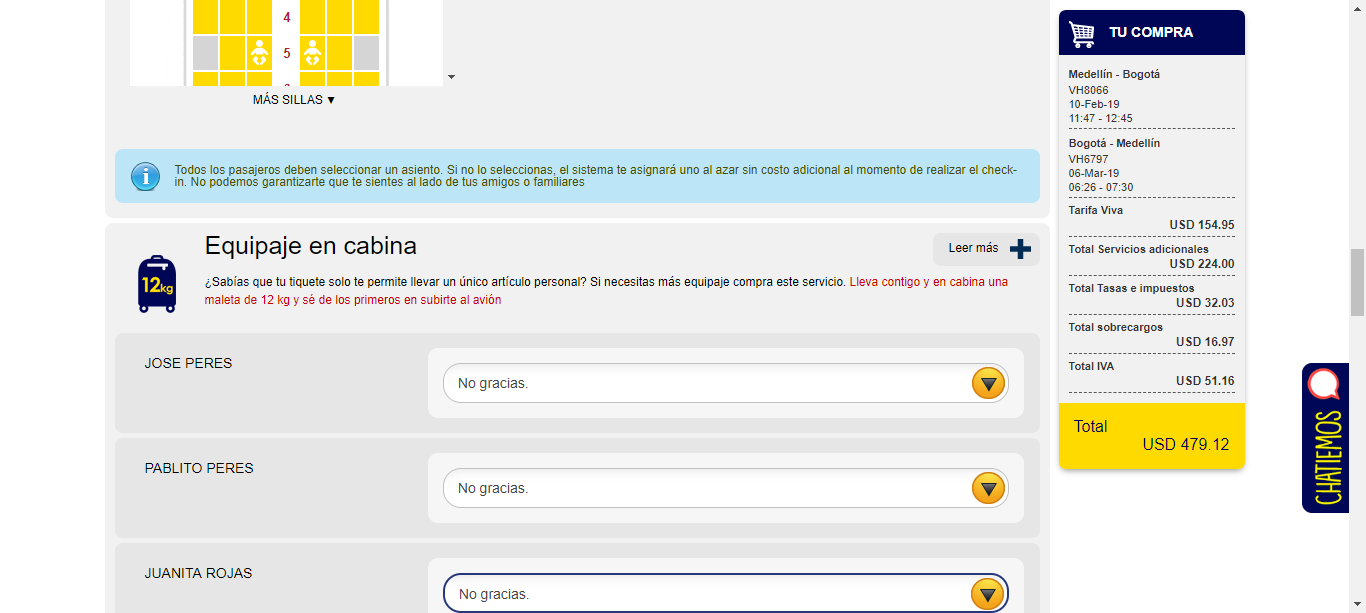 4
5
MÁS SILLAS ▼
Todos los pasajeros deben seleccionar un asiento. Si no lo seleccionas, el sistema te asignará uno al azar sin costo adicional al momento de realizar el check-
in. No podemos garantizarte que te sientes al lado de tus amigos o familiares
Equipaje en cabina
Leer más
12kg
¿Sabías que tu tiquete solo te permite llevar un único artículo personal? Si necesitas más equipaje compra este servicio. Lleva contigo y en cabina una
maleta de 12 kg y sé de los primeros en subirte al avión
JOSE PERES
No gracias.
PABLITO PERES
No gracias.
JUANITA ROJAS
No gracias.
TU COMPRA
Medellín - Bogotá
VH8066
10-Feb-19
11:47 - 12:45
Bogotá - Medellín
VH6797
06-Mar-19
06:26 - 07:30
Tarifa Viva
USD 154.95
Total Servicios adicionales
USD 224.00
Total Tasas e impuestos
USD 32.03
Total sobrecargos
USD 16.97
Total IVA
USD 51.16
Total
USD 479.12
CHATIEMOS